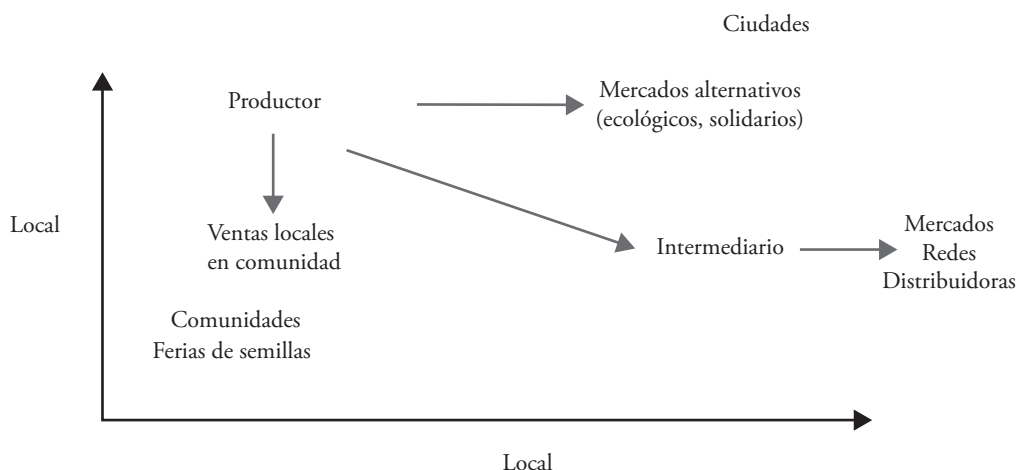 Ciudades
Productor
Mercados alternativos
(ecológicos, solidarios)
Local
Ventas locales
en comunidad
Intermediario
Mercados
Redes
Distribuidoras
Comunidades
Ferias de semillas
Local